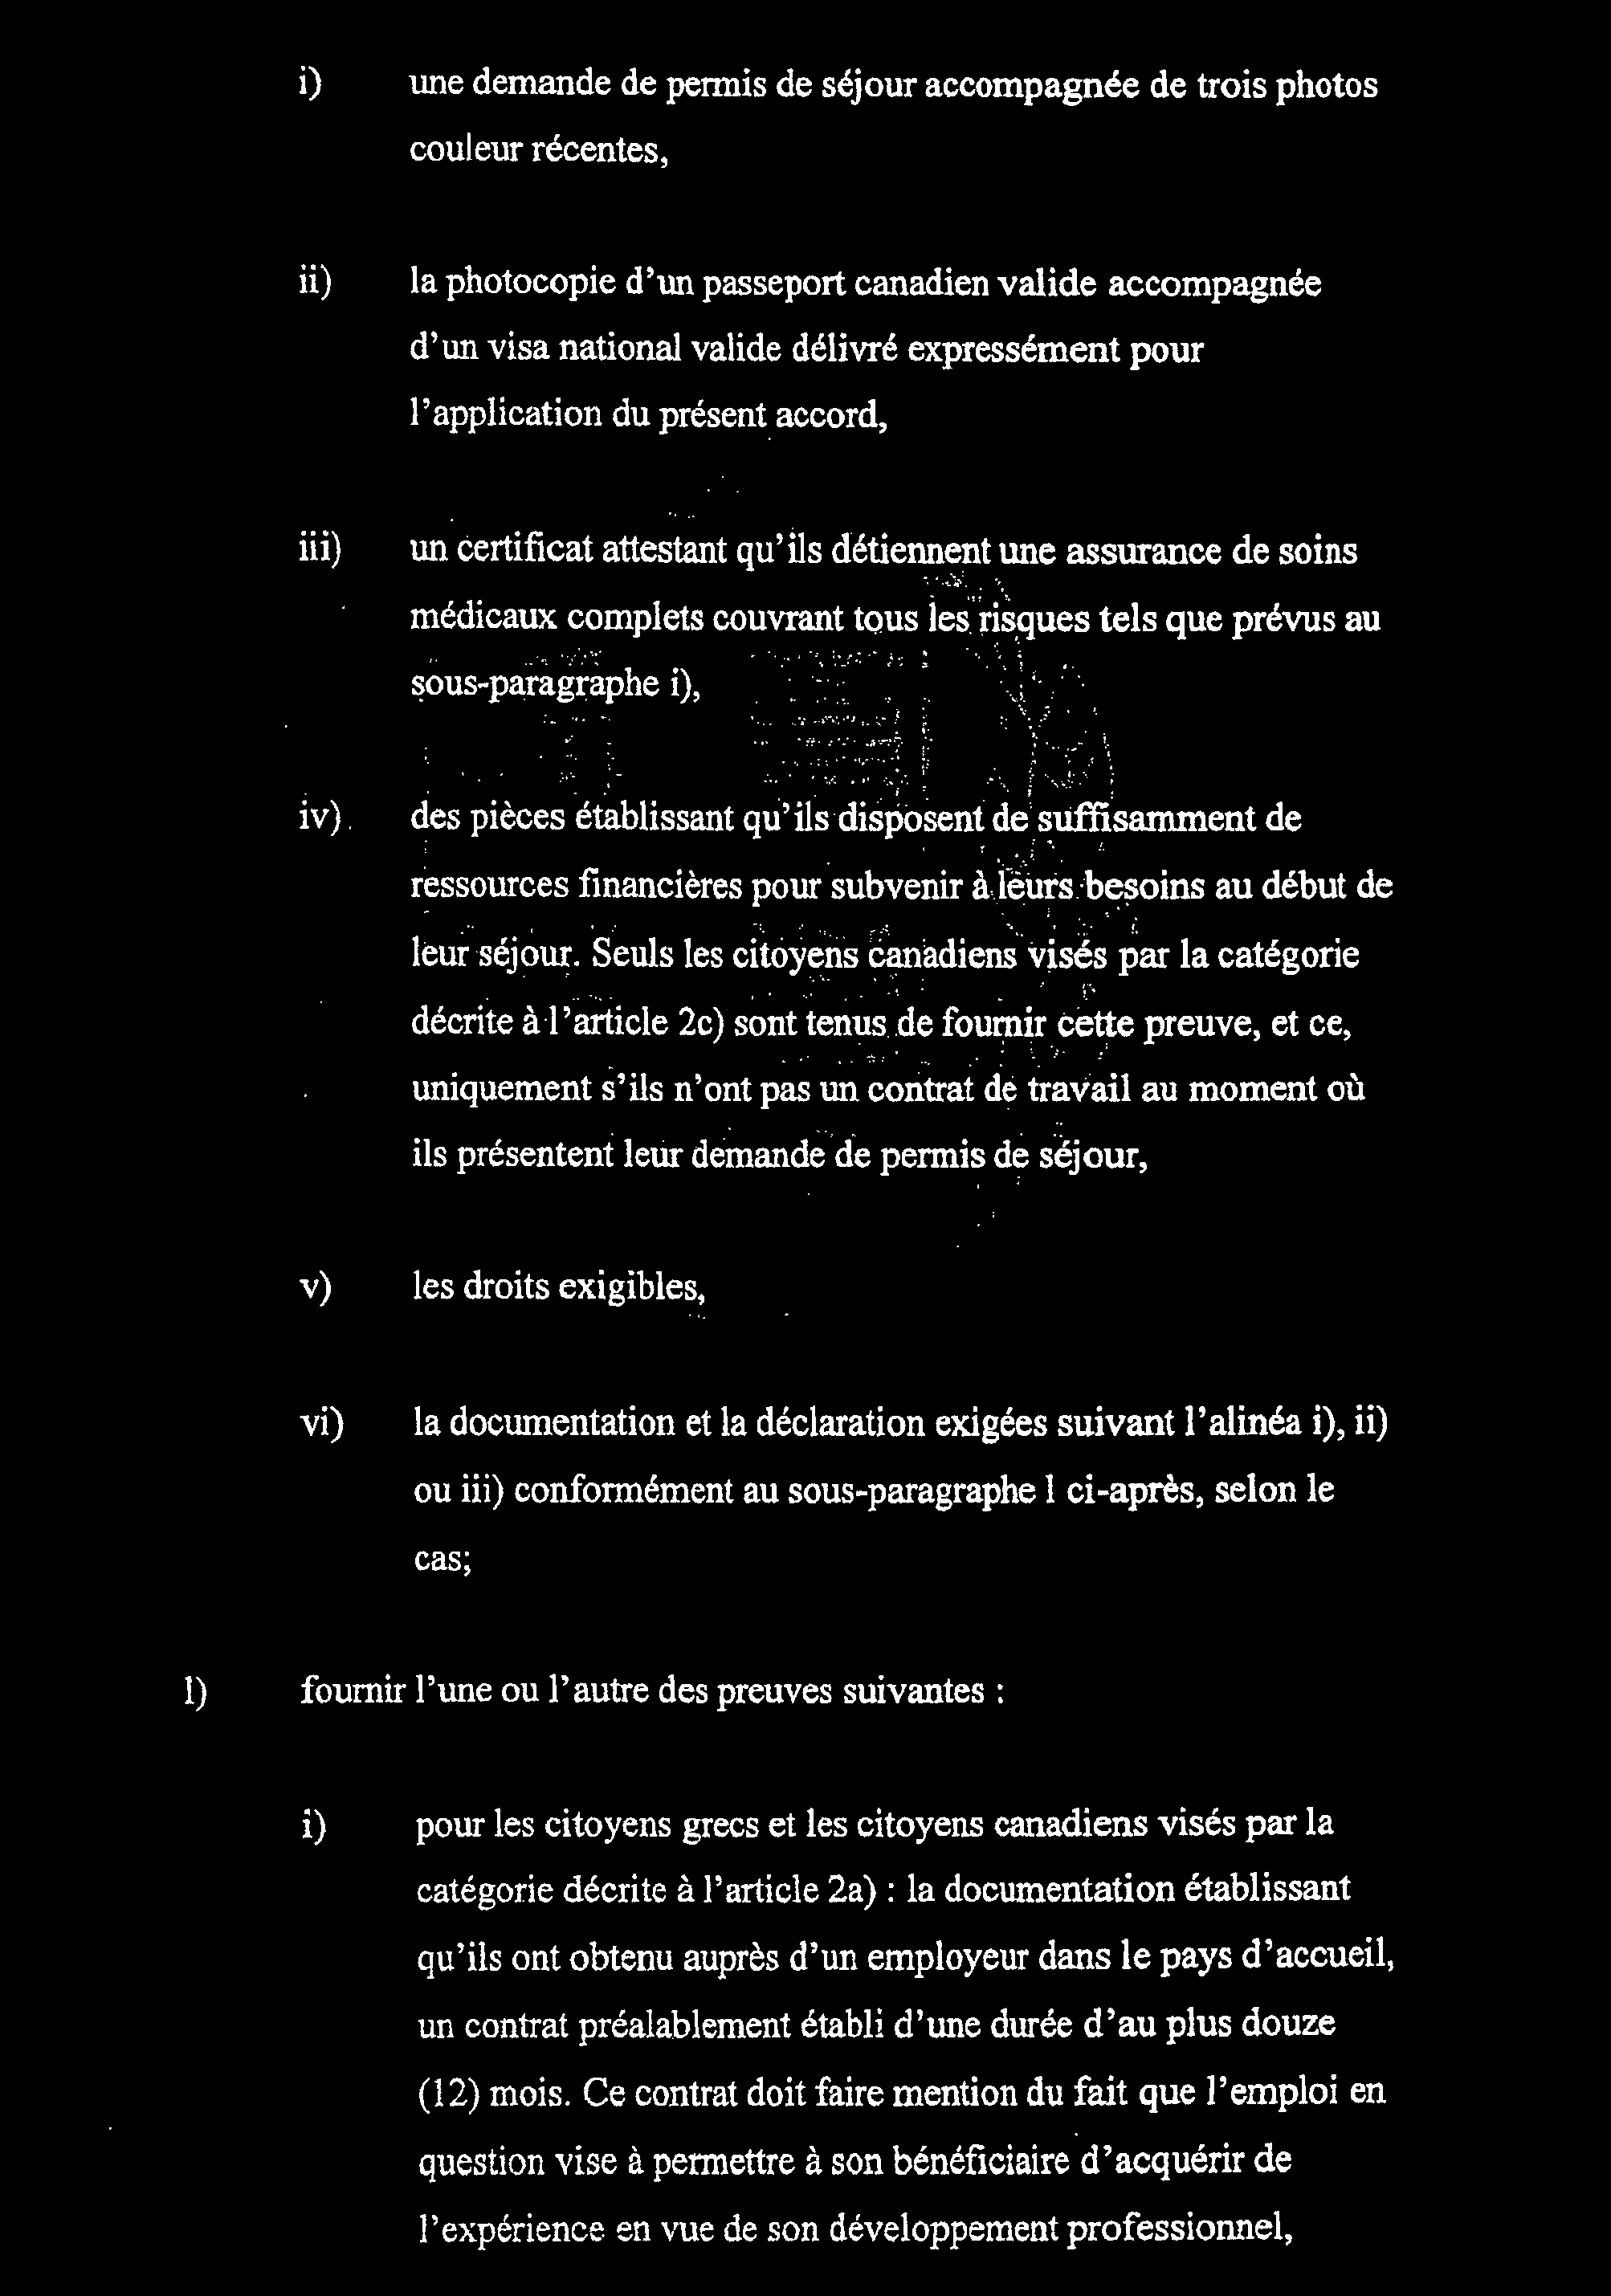 i) une demande de permis de séjour accompagnée de trois photos
couleur récentes,
ii) la photocopie d'un passeport canadien valide accompagnée
d'un visa national valide délivré expressément pour
l'application du présent accord,
iii) un certificat attestant qu'ils détiennent une assurance de soins
médicaux complets couvrant tous les risques tels que prévus au
sous-paragraphe i),
iv) des pièces établissant qu'ils disposent de suffisamment de
ressources financières pour subvenir à leurs besoins au début de
leur séjour. Seuls les citoyens canadiens visés par la catégorie
décrite à l'article 2c) sont tenus de fournir cette preuve, et ce,
uniquement s'ils n'ont pas un contrat de travail au moment où
ils présentent leur demande de permis de séjour,
v) les droits exigibles,
vi) la documentation et la déclaration exigées suivant l'alinéa i), ii)
ou iii) conformément au sous-paragraphe l ci-après, selon le
cas;
l) fournir l'une ou l'autre des preuves suivantes :
i) pour les citoyens grecs et les citoyens canadiens visés par la
catégorie décrite à l'article 2a) : la documentation établissant
qu'ils ont obtenu auprès d'un employeur dans le pays d'accueil,
un contrat préalablement établi d'une durée d'au plus douze
(12) mois. Ce contrat doit faire mention du fait que l'emploi en
question vise à permettre à son bénéficiaire d'acquérir de
l'expérience en vue de son développement professionnel,